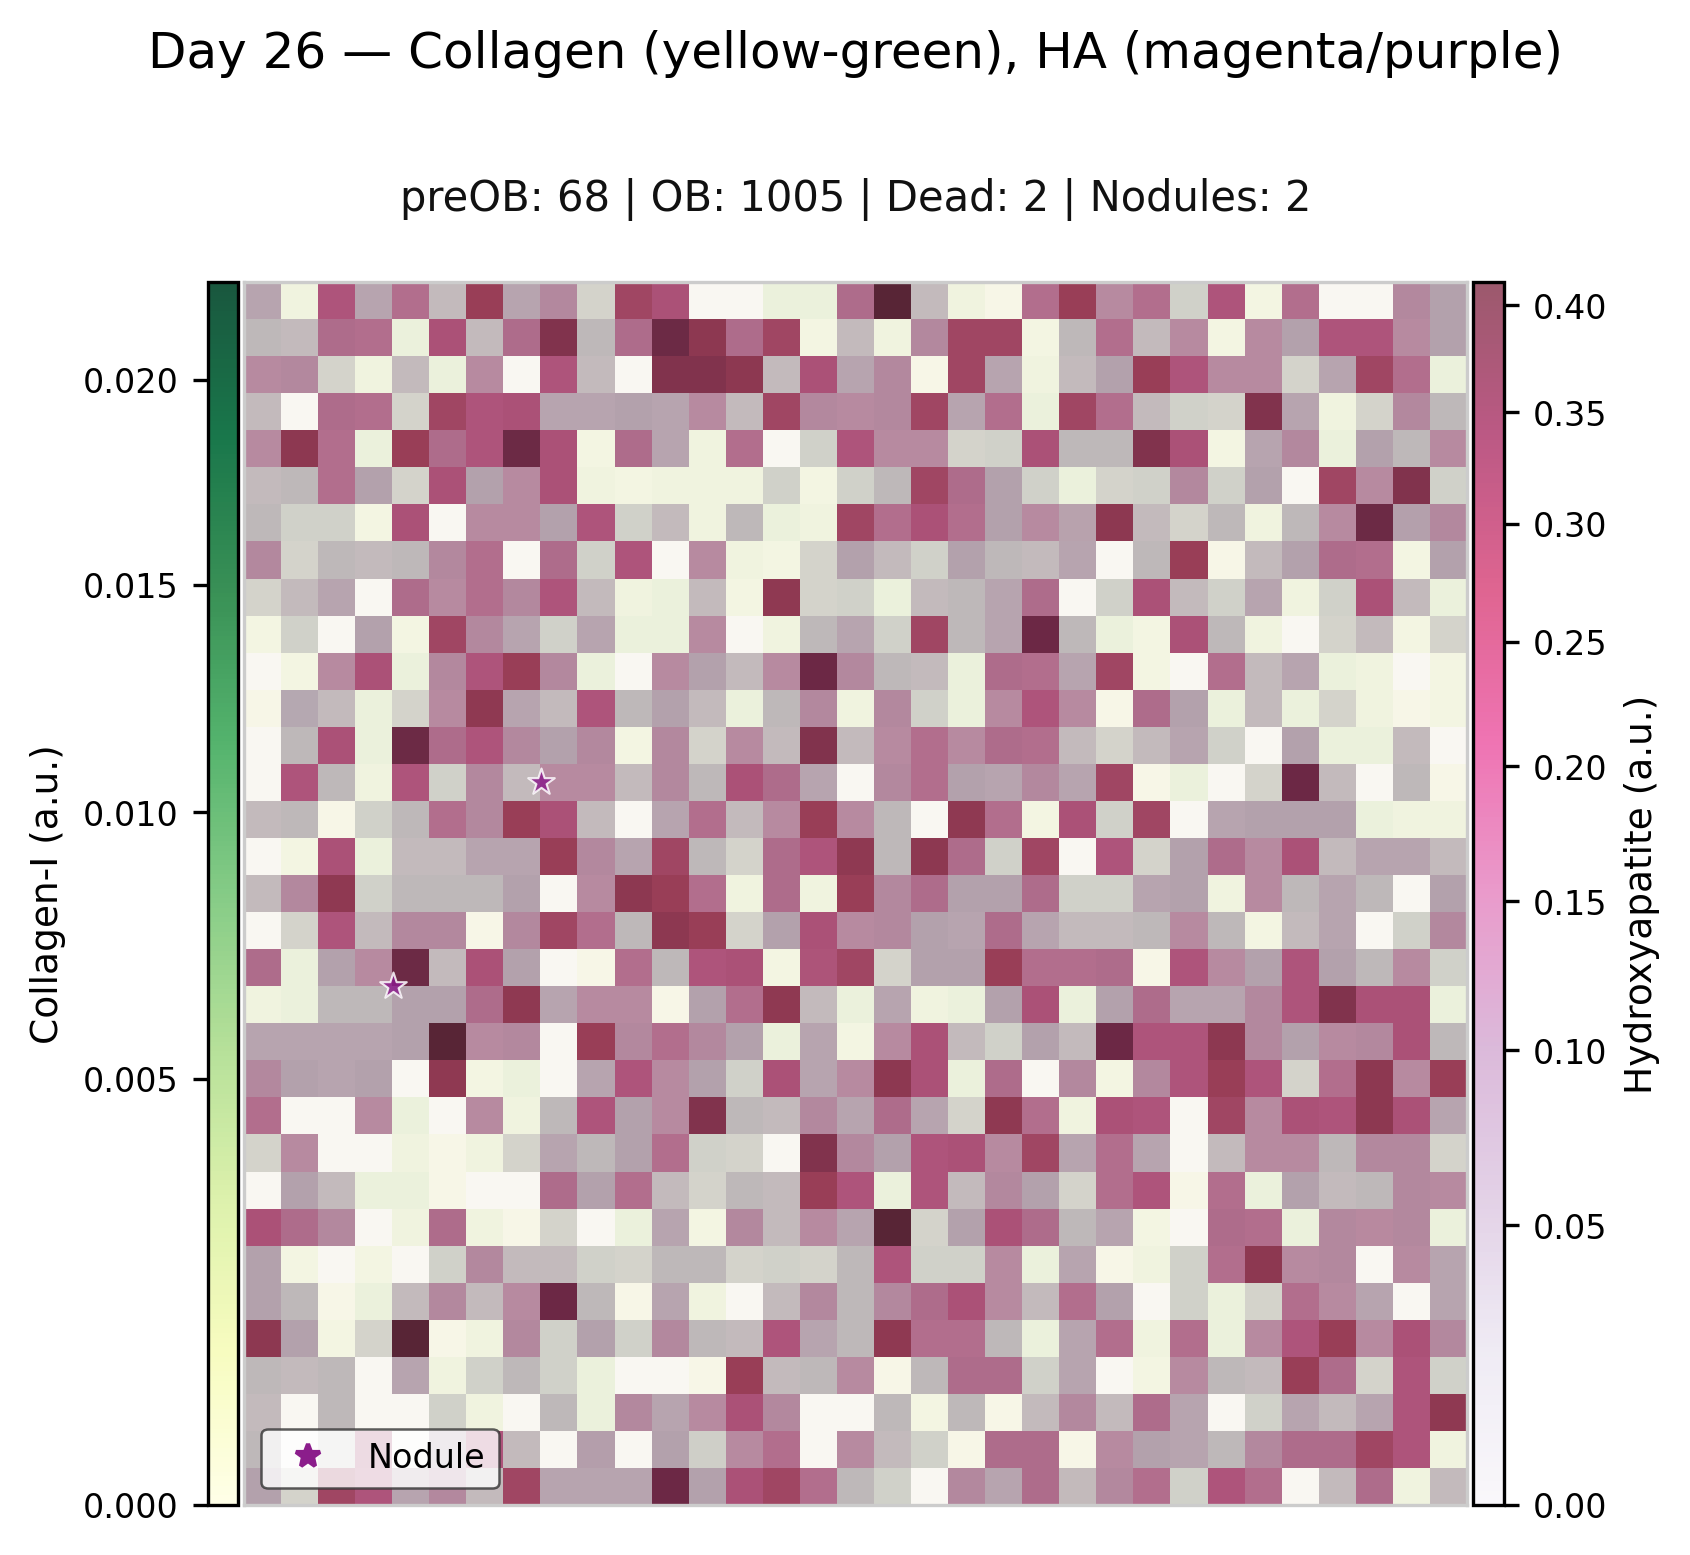 Day 26 — Collagen (yellow-green), HA (magenta/purple)
preOB: 68 | OB: 1005 | Dead: 2 | Nodules: 2
Collagen-I (a.u.)
0.020
0.015
0.010
0.005
0.000
Nodule
0.40
0.35
0.30
0.25
0.20
0.15
0.10
0.05
0.00
Hydroxyapatite (a.u.)